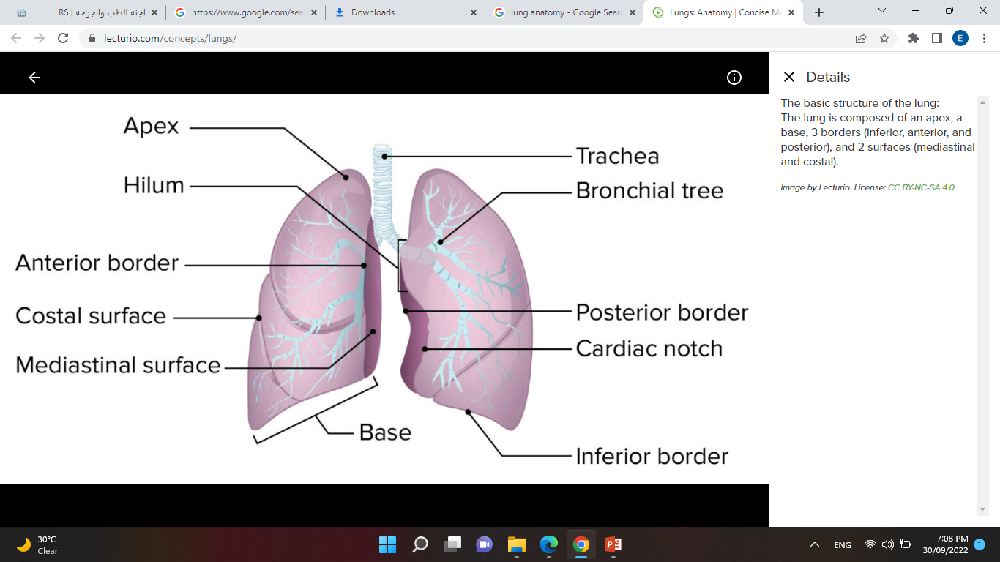 RS | لجنة الطب والجراحة
https://www.google.com/sea
Downloads
lung anatomy - Google Searc
Lungs: Anatomy | Concise Me
lecturio.com/concepts/lungs/
E
Details
The basic structure of the lung:
The lung is composed of an apex, a
base, 3 borders (inferior, anterior, and
posterior), and 2 surfaces (mediastinal
and costal).
Image by Lecturio. License: CC BY-NC-SA 4.0
Apex
Trachea
Hilum
Bronchial tree
Anterior border
Costal surface
Posterior border
Cardiac notch
Mediastinal surface
Base
Inferior border
30°C
Clear
ENG
7:08 PM
30/09/2022
1